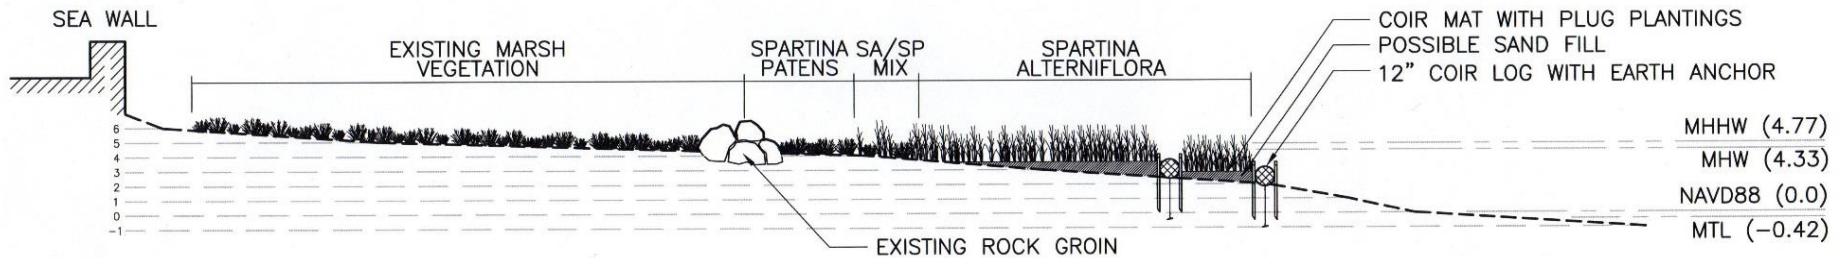 SEA WALL
EXISTING MARSH
VEGETATION
SPARTINA
PATENS
SA/SP
MIX
SPARTINA
ALTERNIFLORA
COIR MAT WITH PLUG PLANTINGS
POSSIBLE SAND FILL
12" COIR LOG WITH EARTH ANCHOR
6
5
4
3
2
1
0
-1
MHHW (4.77)
MHW (4.33)
NAVD88 (0.0)
MTL (-0.42)
EXISTING ROCK GROIN